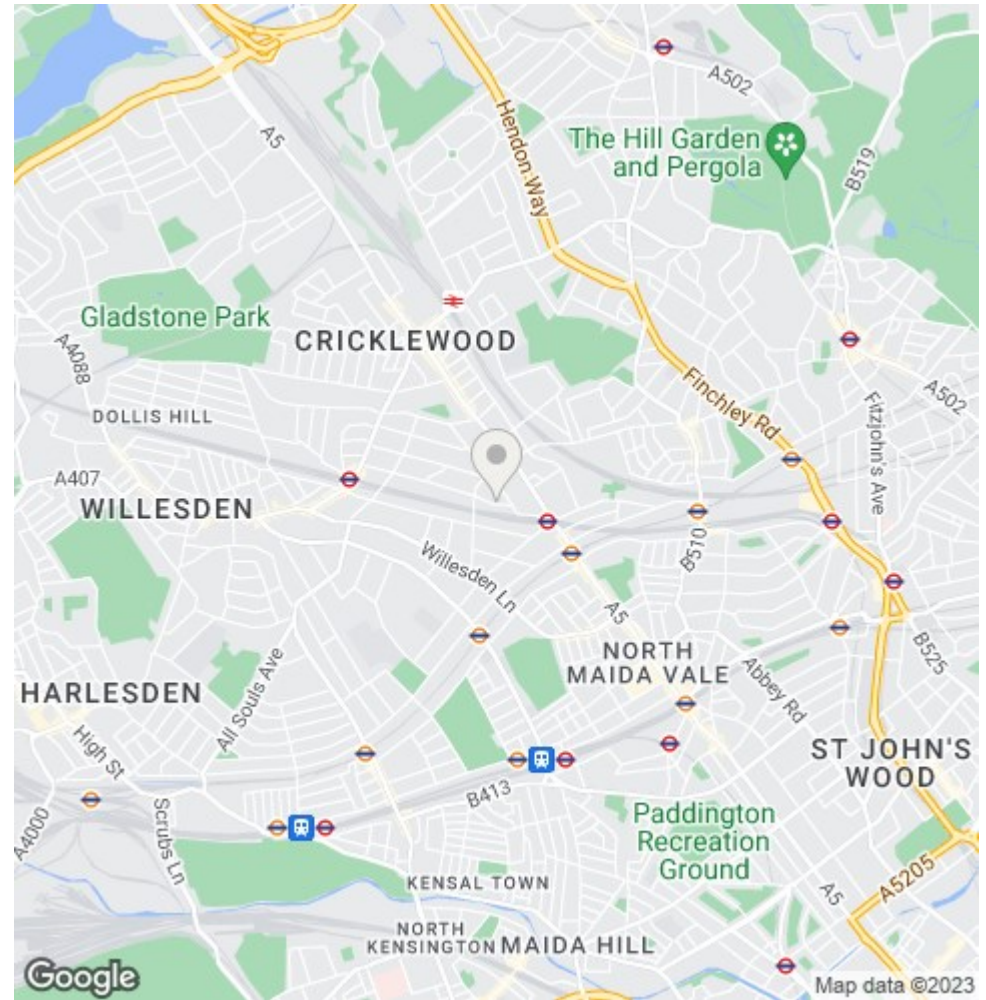 A502
The Hill Garden
and Pergola
B519
A5
Hendon Way
Gladstone Park
CRICKLEWOOD
A4088
DOLLIS HILL
Finchley Rd
Fitzjohn's Ave
A502
A407
WILLESDEN
B510
Willesden Ln
A5
NORTH
MAIDA VALE
Abbey Rd
B525
HARLESDEN
All Souls Ave
High St
ST JOHN'S
WOOD
B413
A4000
Scrubs Ln
Paddington
Recreation
Ground
KENSAL TOWN
A5
A5205
NORTH
KENSINGTON
MAIDA HILL
Google
Map data ©2023